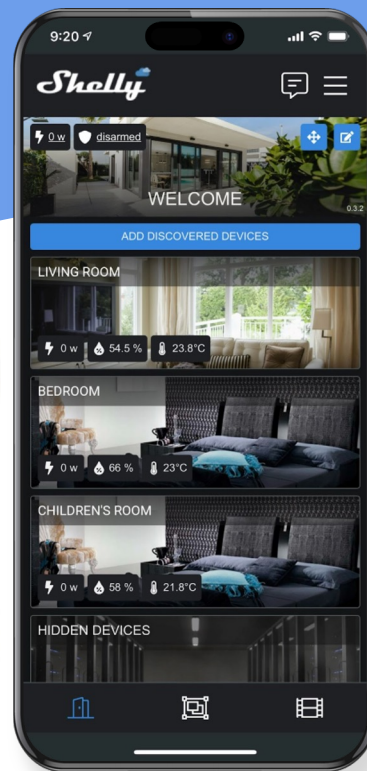 9:20
Shelly
0 w
disarmed
WELCOME
0.3.2
ADD DISCOVERED DEVICES
LIVING ROOM
0 w 54.5 % 23.8°C
BEDROOM
0 w 66 % 23°C
CHILDREN'S ROOM
0 w 58 % 21.8°C
HIDDEN DEVICES